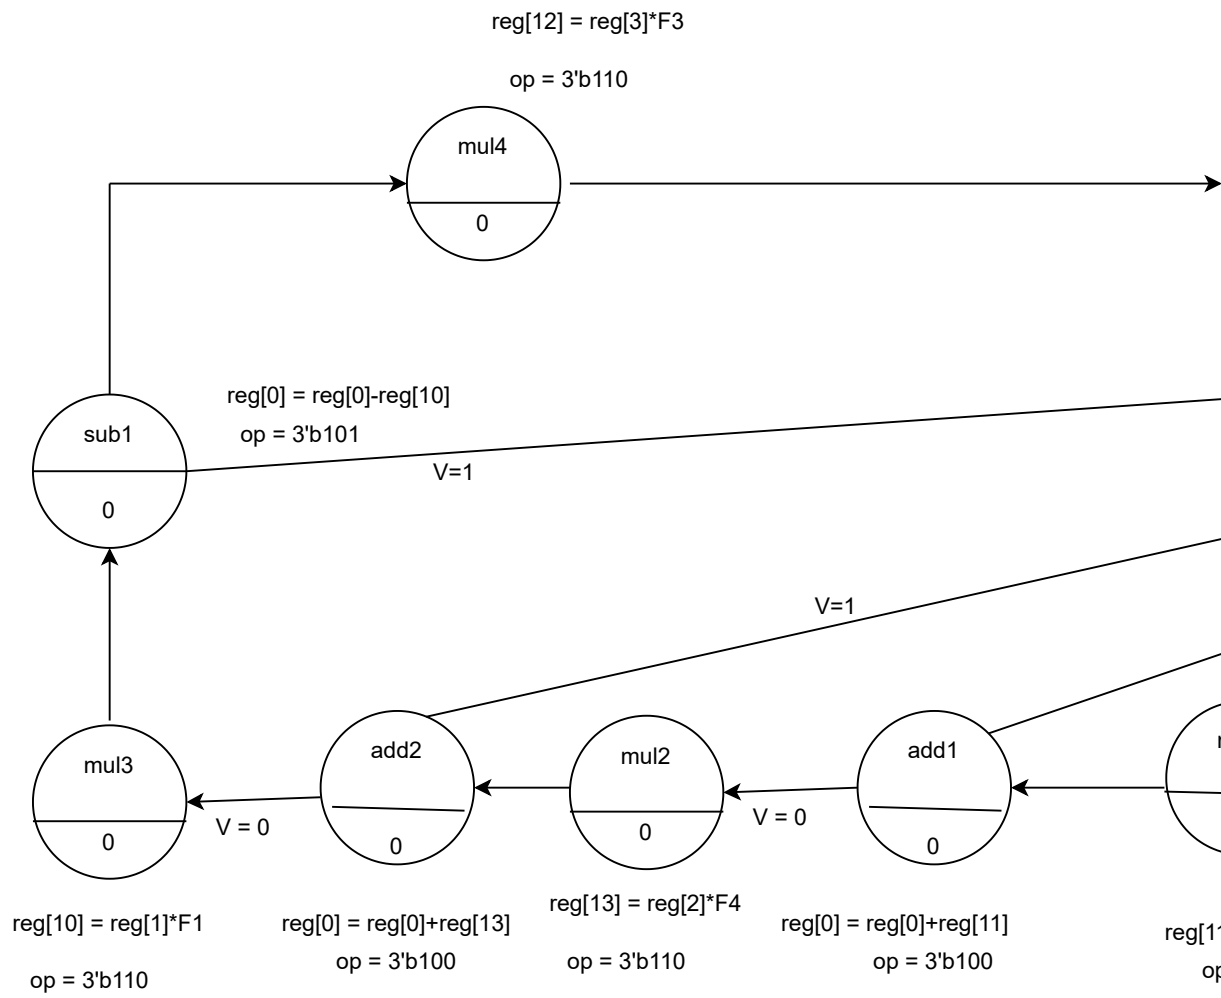 reg[12] = reg[3]*F3
op = 3'b110
mul4
0
reg[0] = reg[0]-reg[10]
op = 3'b101
sub1
0
V=1
V=1
mul3
0
V = 0
add2
0
mul2
0
V = 0
add1
0
reg[10] = reg[1]*F1
op = 3'b110
reg[0] = reg[0]+reg[13]
op = 3'b100
reg[13] = reg[2]*F4
op = 3'b110
reg[0] = reg[0]+reg[11]
op = 3'b100